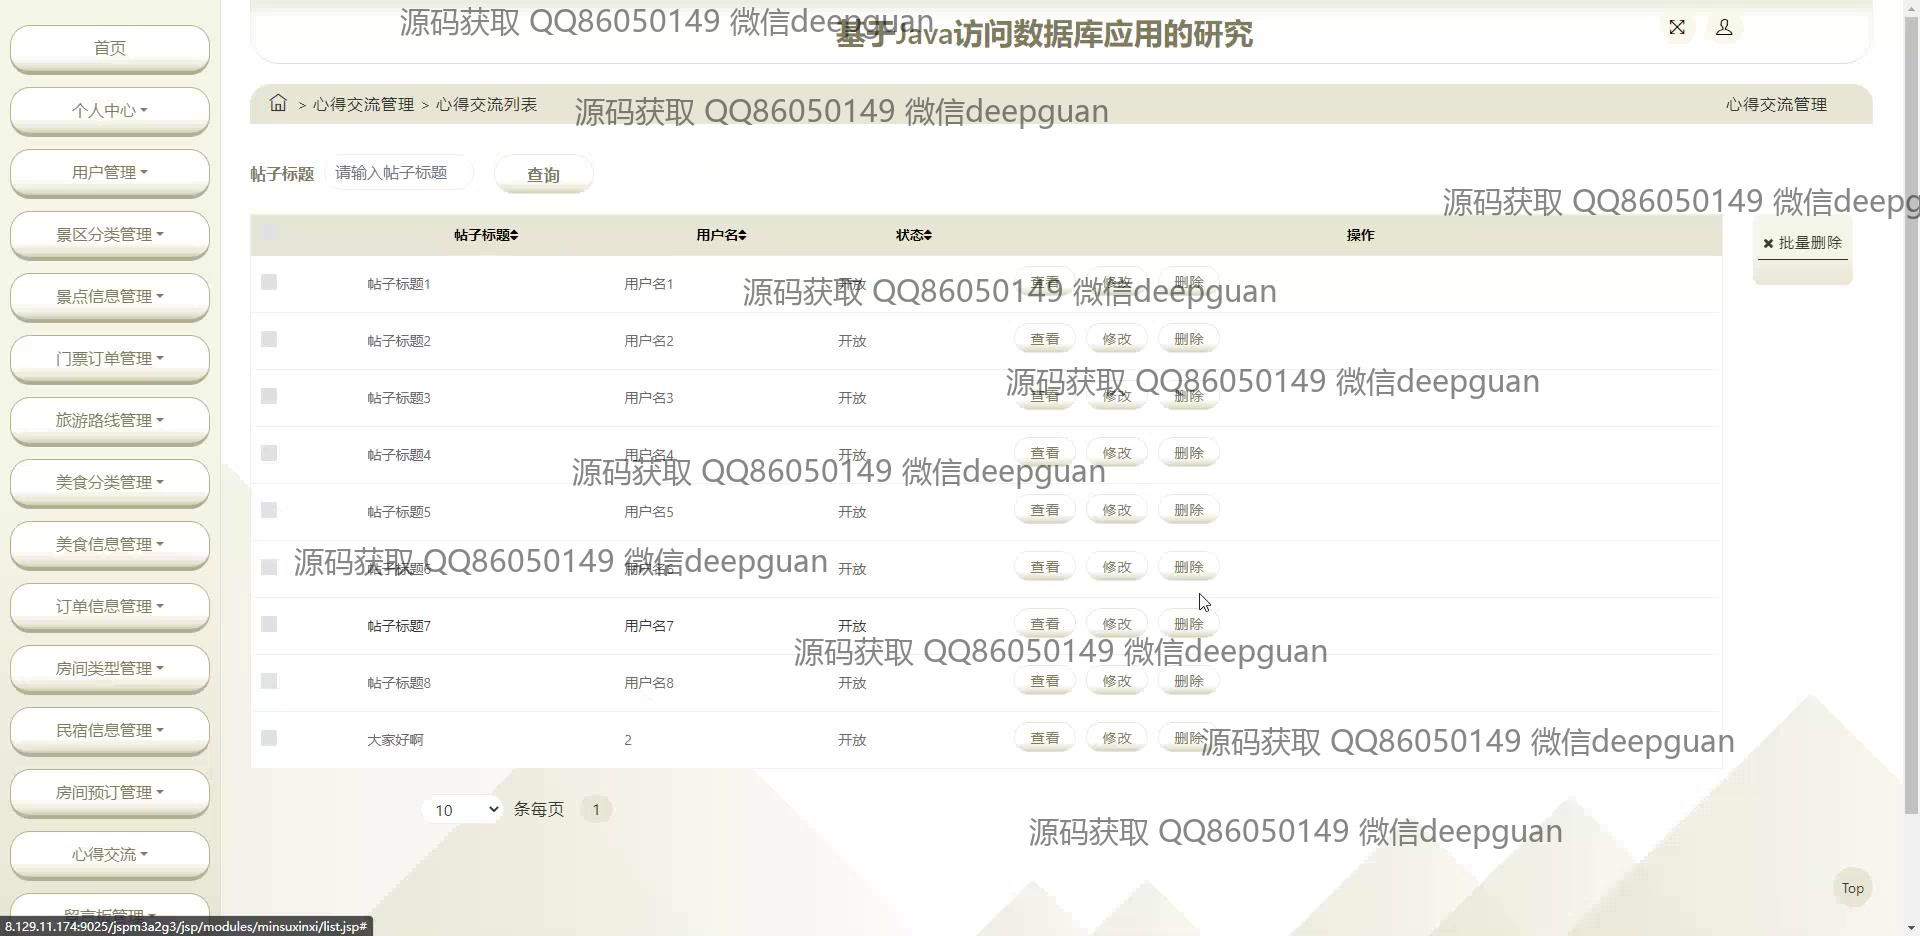 源码获取 QQ86050149 微信deepguan
基于Java访问数据库应用的研究
首页
个人中心
用户管理
景区分类管理
景点信息管理
门票订单管理
旅游路线管理
美食分类管理
美食信息管理
订单信息管理
房间类型管理
民宿信息管理
房间预订管理
心得交流
留言板管理
> 心得交流管理 > 心得交流列表
源码获取 QQ86050149 微信deepguan
心得交流管理
帖子标题 请输入帖子标题 查询
源码获取 QQ86050149 微信deepg
帖子标题 用户名 状态 操作
× 批量删除
帖子标题1 用户名1 开放 查看 修改 删除
源码获取 QQ86050149 微信deepguan
帖子标题2 用户名2 开放 查看 修改 删除
源码获取 QQ86050149 微信deepguan
帖子标题3 用户名3 开放 查看 修改 删除
帖子标题4 用户名4 开放 查看 修改 删除
源码获取 QQ86050149 微信deepguan
帖子标题5 用户名5 开放 查看 修改 删除
源码获取 QQ86050149 微信deepguan
帖子标题6 用户名6 开放 查看 修改 删除
帖子标题7 用户名7 开放 查看 修改 删除
源码获取 QQ86050149 微信deepguan
帖子标题8 用户名8 开放 查看 修改 删除
大家好啊 2 开放 查看 修改 删除
源码获取 QQ86050149 微信deepguan
10 条每页 1
源码获取 QQ86050149 微信deepguan
Top
8.129.11.174:9025/jspm3a2g3/jsp/modules/minsuxinxi/list.jsp#